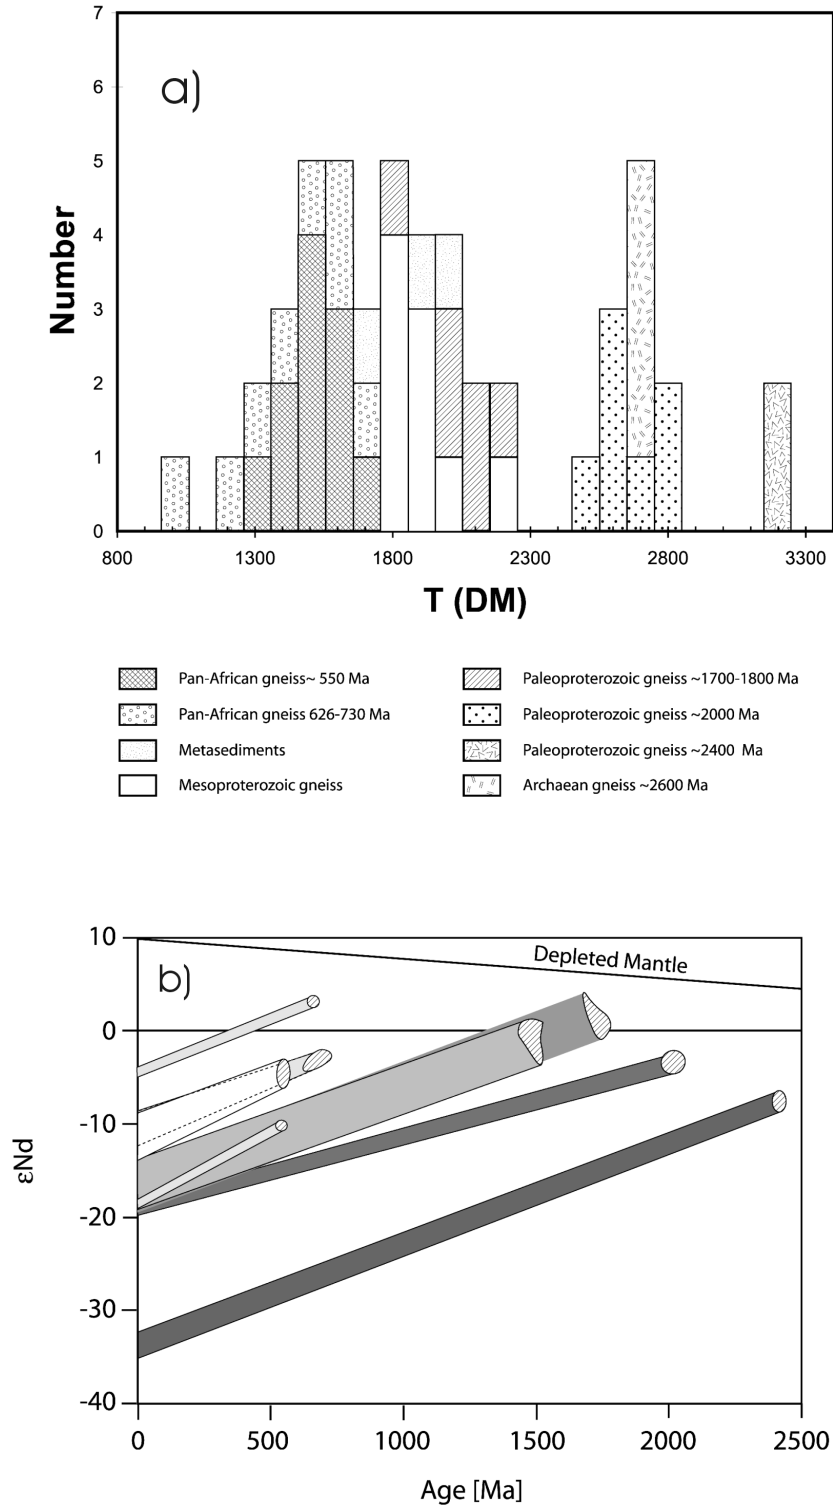 7
a)
6
5
4
3
2
1
0
Number
800 1300 1800 2300 2800 3300
T (DM)
Pan-African gneiss~ 550 Ma
Pan-African gneiss 626-730 Ma
Metasediments
Mesoproterozoic gneiss
Paleoproterozoic gneiss ~1700-1800 Ma
Paleoproterozoic gneiss ~2000 Ma
Paleoproterozoic gneiss ~2400 Ma
Archaean gneiss ~2600 Ma
10
Depleted Mantle
b)
0
-10
-20
-30
-40
εNd
0 500 1000 1500 2000 2500
Age [Ma]